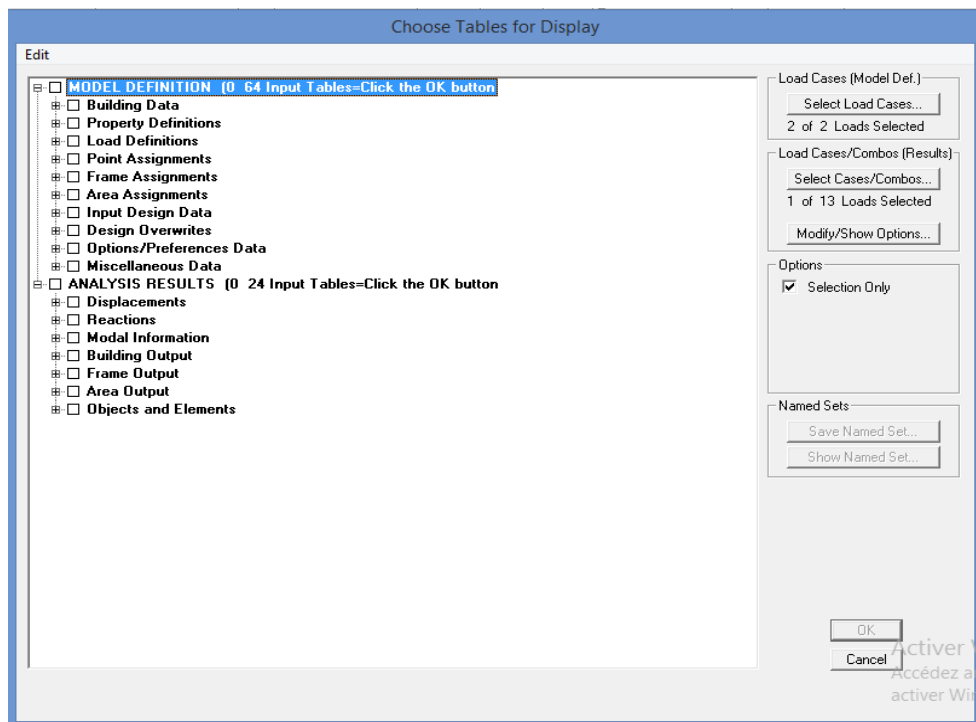 Choose Tables for Display
Edit
MODEL DEFINITION (0 64 Input Tables=Click the OK button
Building Data
Property Definitions
Load Definitions
Point Assignments
Frame Assignments
Area Assignments
Input Design Data
Design Overwrites
Options/Preferences Data
Miscellaneous Data
ANALYSIS RESULTS (0 24 Input Tables=Click the OK button
Displacements
Reactions
Modal Information
Building Output
Frame Output
Area Output
Objects and Elements
Load Cases (Model Def.)
Select Load Cases...
2 of 2 Loads Selected
Load Cases/Combos (Results)
Select Cases/Combos...
1 of 13 Loads Selected
Modify/Show Options...
Options
Selection Only
Named Sets
Save Named Set...
Show Named Set...
OK
Cancel
Activer
Accédez a
activer Wi